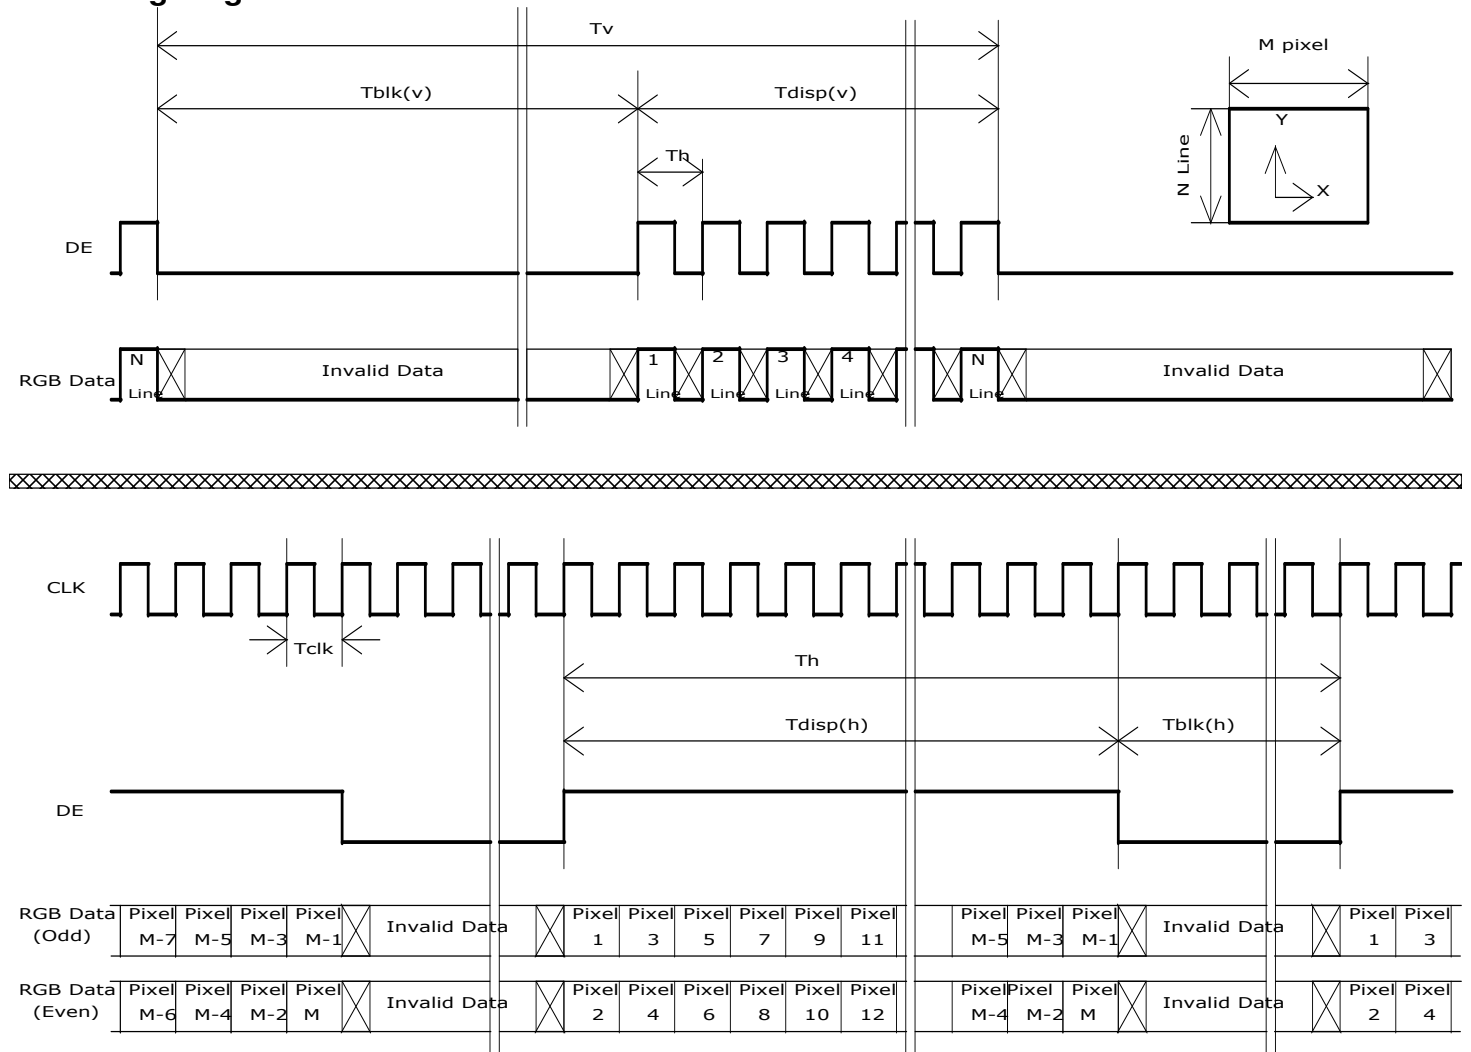 Tv
M pixel
Tblk(v) Tdisp(v)
Y
Th
N Line
X
DE
N 1 2 3 4 N
Invalid Data Invalid Data
RGB Data
Line Line Line Line Line Line
CLK
Tclk
Th
Tdisp(h) Tblk(h)
DE
RGB Data Pixel Pixel Pixel Pixel Pixel Pixel Pixel Pixel Pixel Pixel Pixel Pixel Pixel Pixel Pixel
Invalid Data Invalid Data
(Odd) M-7 M-5 M-3 M-1 1 3 5 7 9 11 M-5 M-3 M-1 1 3
RGB Data Pixel Pixel Pixel Pixel Pixel Pixel Pixel Pixel Pixel Pixel Pixel Pixel Pixel Pixel Pixel
Invalid Data Invalid Data
(Even) M-6 M-4 M-2 M 2 4 6 8 10 12 M-4 M-2 M 2 4